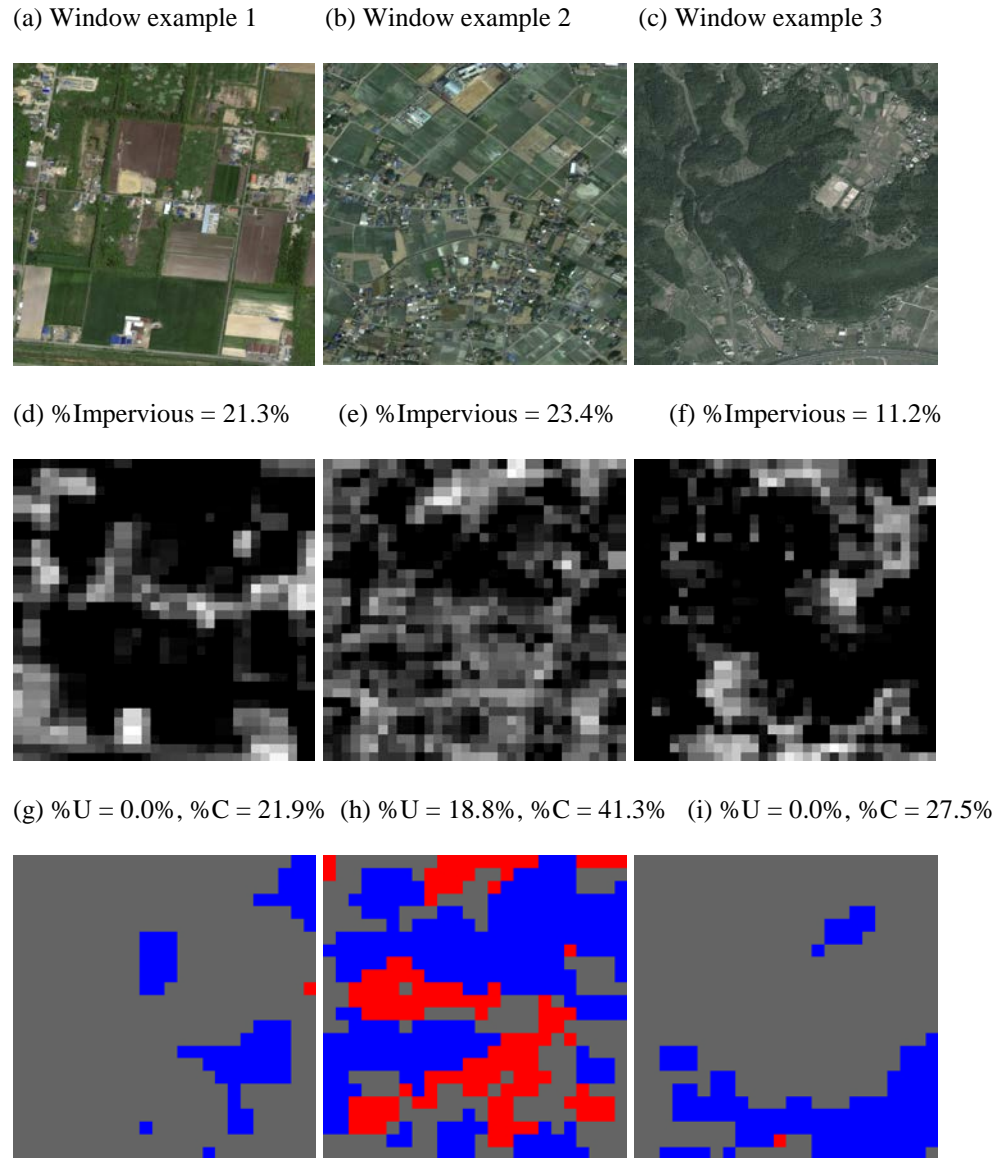 (a) Window example 1 (b) Window example 2 (c) Window example 3
(d) %Impervious = 21.3% (e) %Impervious = 23.4% (f) %Impervious = 11.2%
(g) %U = 0.0%, %C = 21.9% (h) %U = 18.8%, %C = 41.3% (i) %U = 0.0%, %C = 27.5%